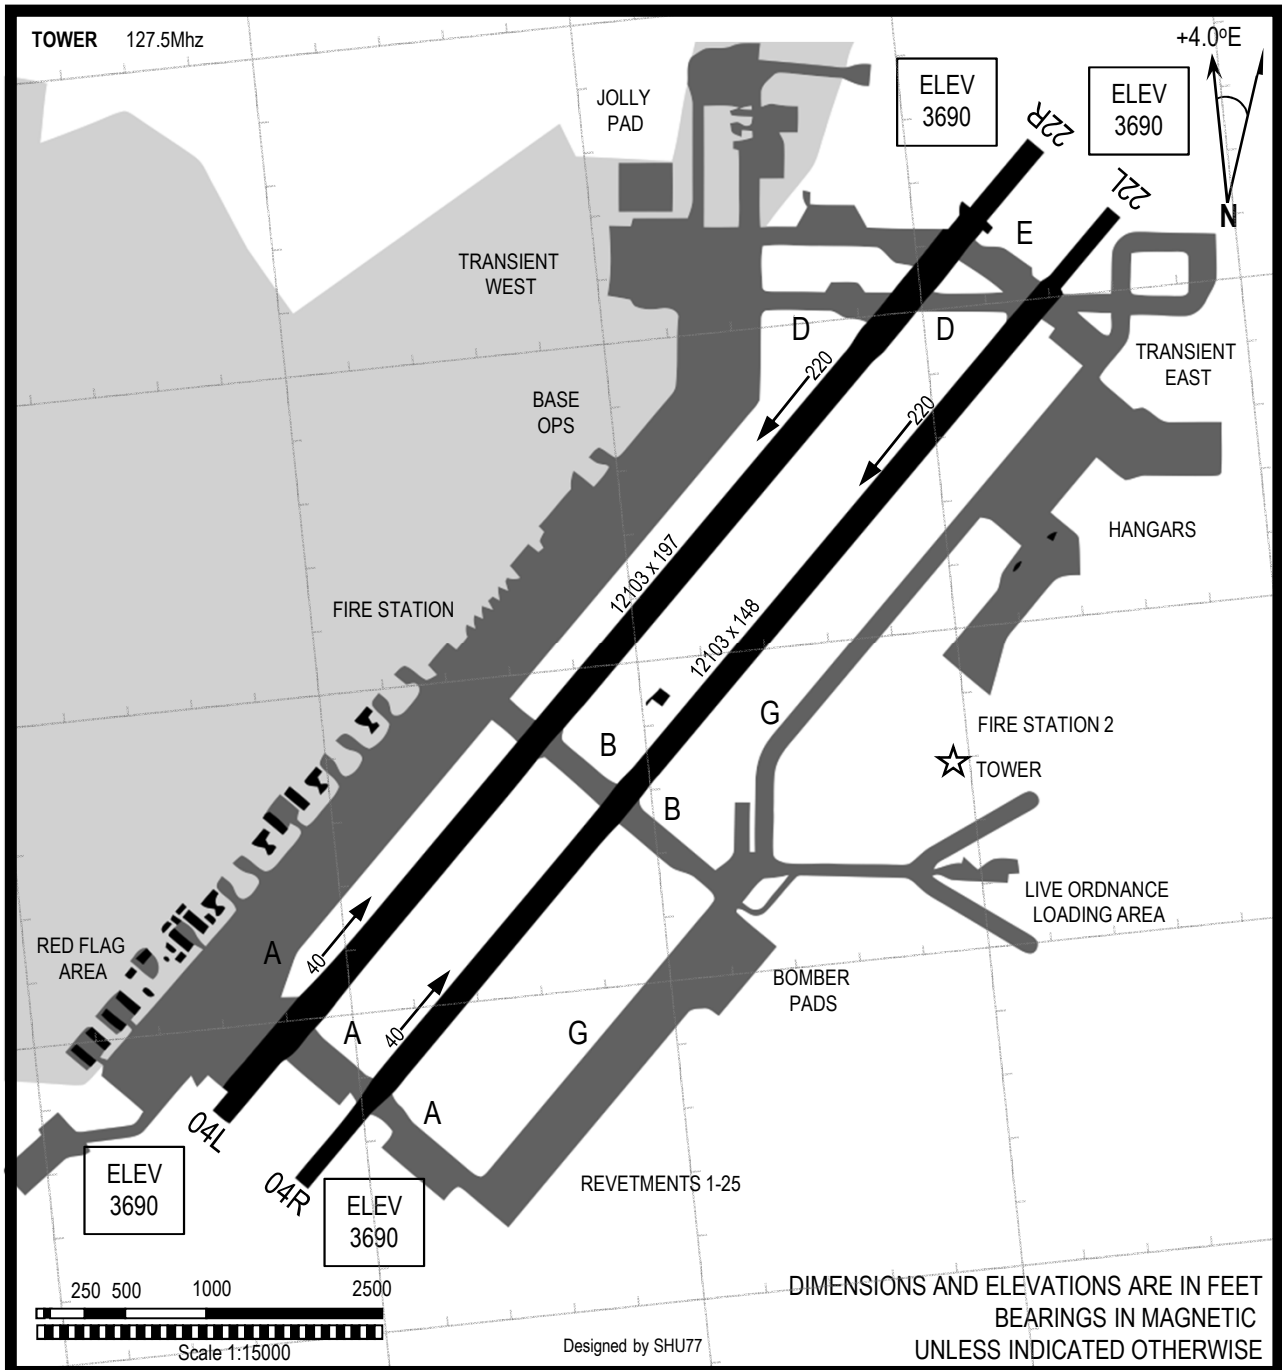 TOWER 127.5Mhz
+4.0ºE
N
JOLLY
PAD
ELEV
3690
ELEV
3690
22R
22L
E
TRANSIENT
WEST
D
D
TRANSIENT
EAST
220
220
BASE
OPS
HANGARS
12103 x 197
12103 x 148
FIRE STATION
G
FIRE STATION 2
TOWER
B
B
LIVE ORDNANCE
LOADING AREA
RED FLAG
AREA
A
40
BOMBER
PADS
A
40
G
A
04L
04R
ELEV
3690
ELEV
3690
REVETMENTS 1-25
250 500 1000 2500
Scale 1:15000
Designed by SHU77
DIMENSIONS AND ELEVATIONS ARE IN FEET
BEARINGS IN MAGNETIC
UNLESS INDICATED OTHERWISE